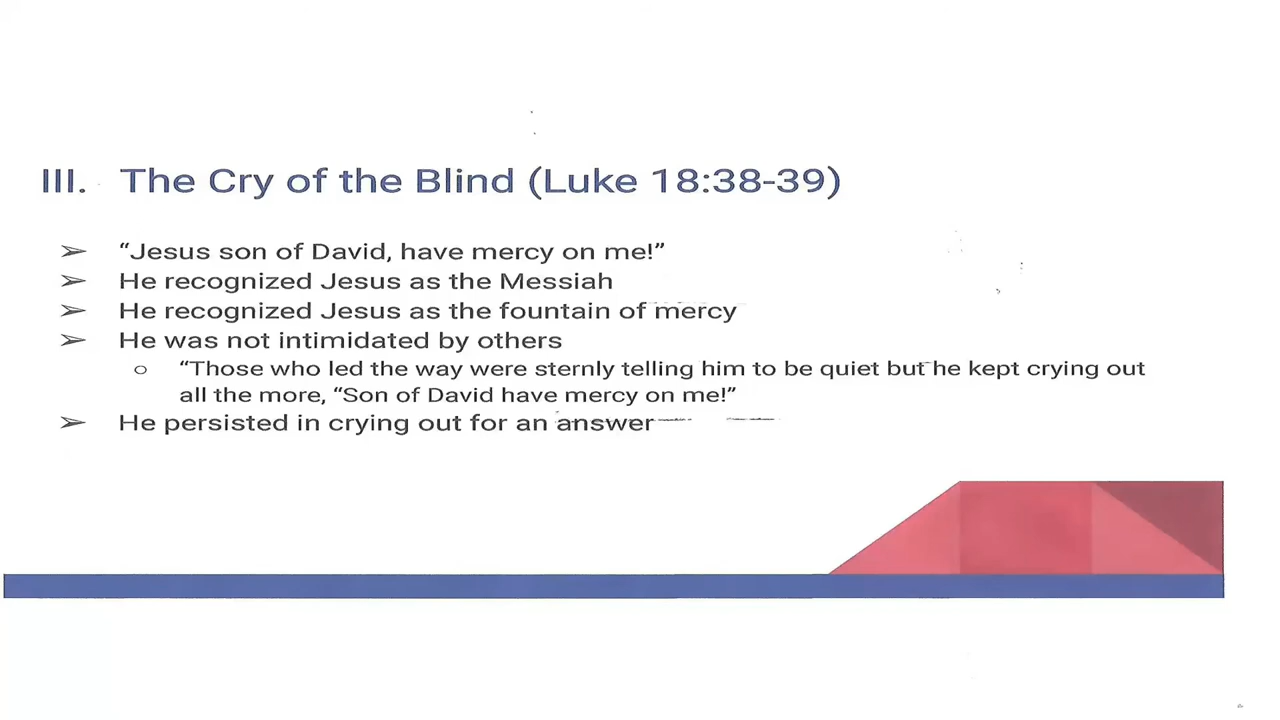 III. The Cry of the Blind (Luke 18:38-39)
➢ “Jesus son of David, have mercy on me!”
➢ He recognized Jesus as the Messiah
➢ He recognized Jesus as the fountain of mercy
➢ He was not intimidated by others
○ “Those who led the way were sternly telling him to be quiet but he kept crying out
all the more, “Son of David have mercy on me!”
➢ He persisted in crying out for an answer